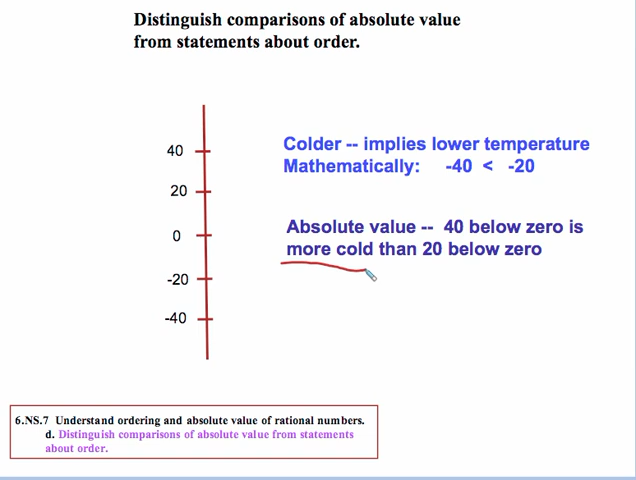 Distinguish comparisons of absolute value
from statements about order.
40
20
0
-20
-40
Colder -- implies lower temperature
Mathematically: -40 < -20
Absolute value -- 40 below zero is
more cold than 20 below zero
6.NS.7 Understand ordering and absolute value of rational numbers.
d. Distinguish comparisons of absolute value from statements
about order.